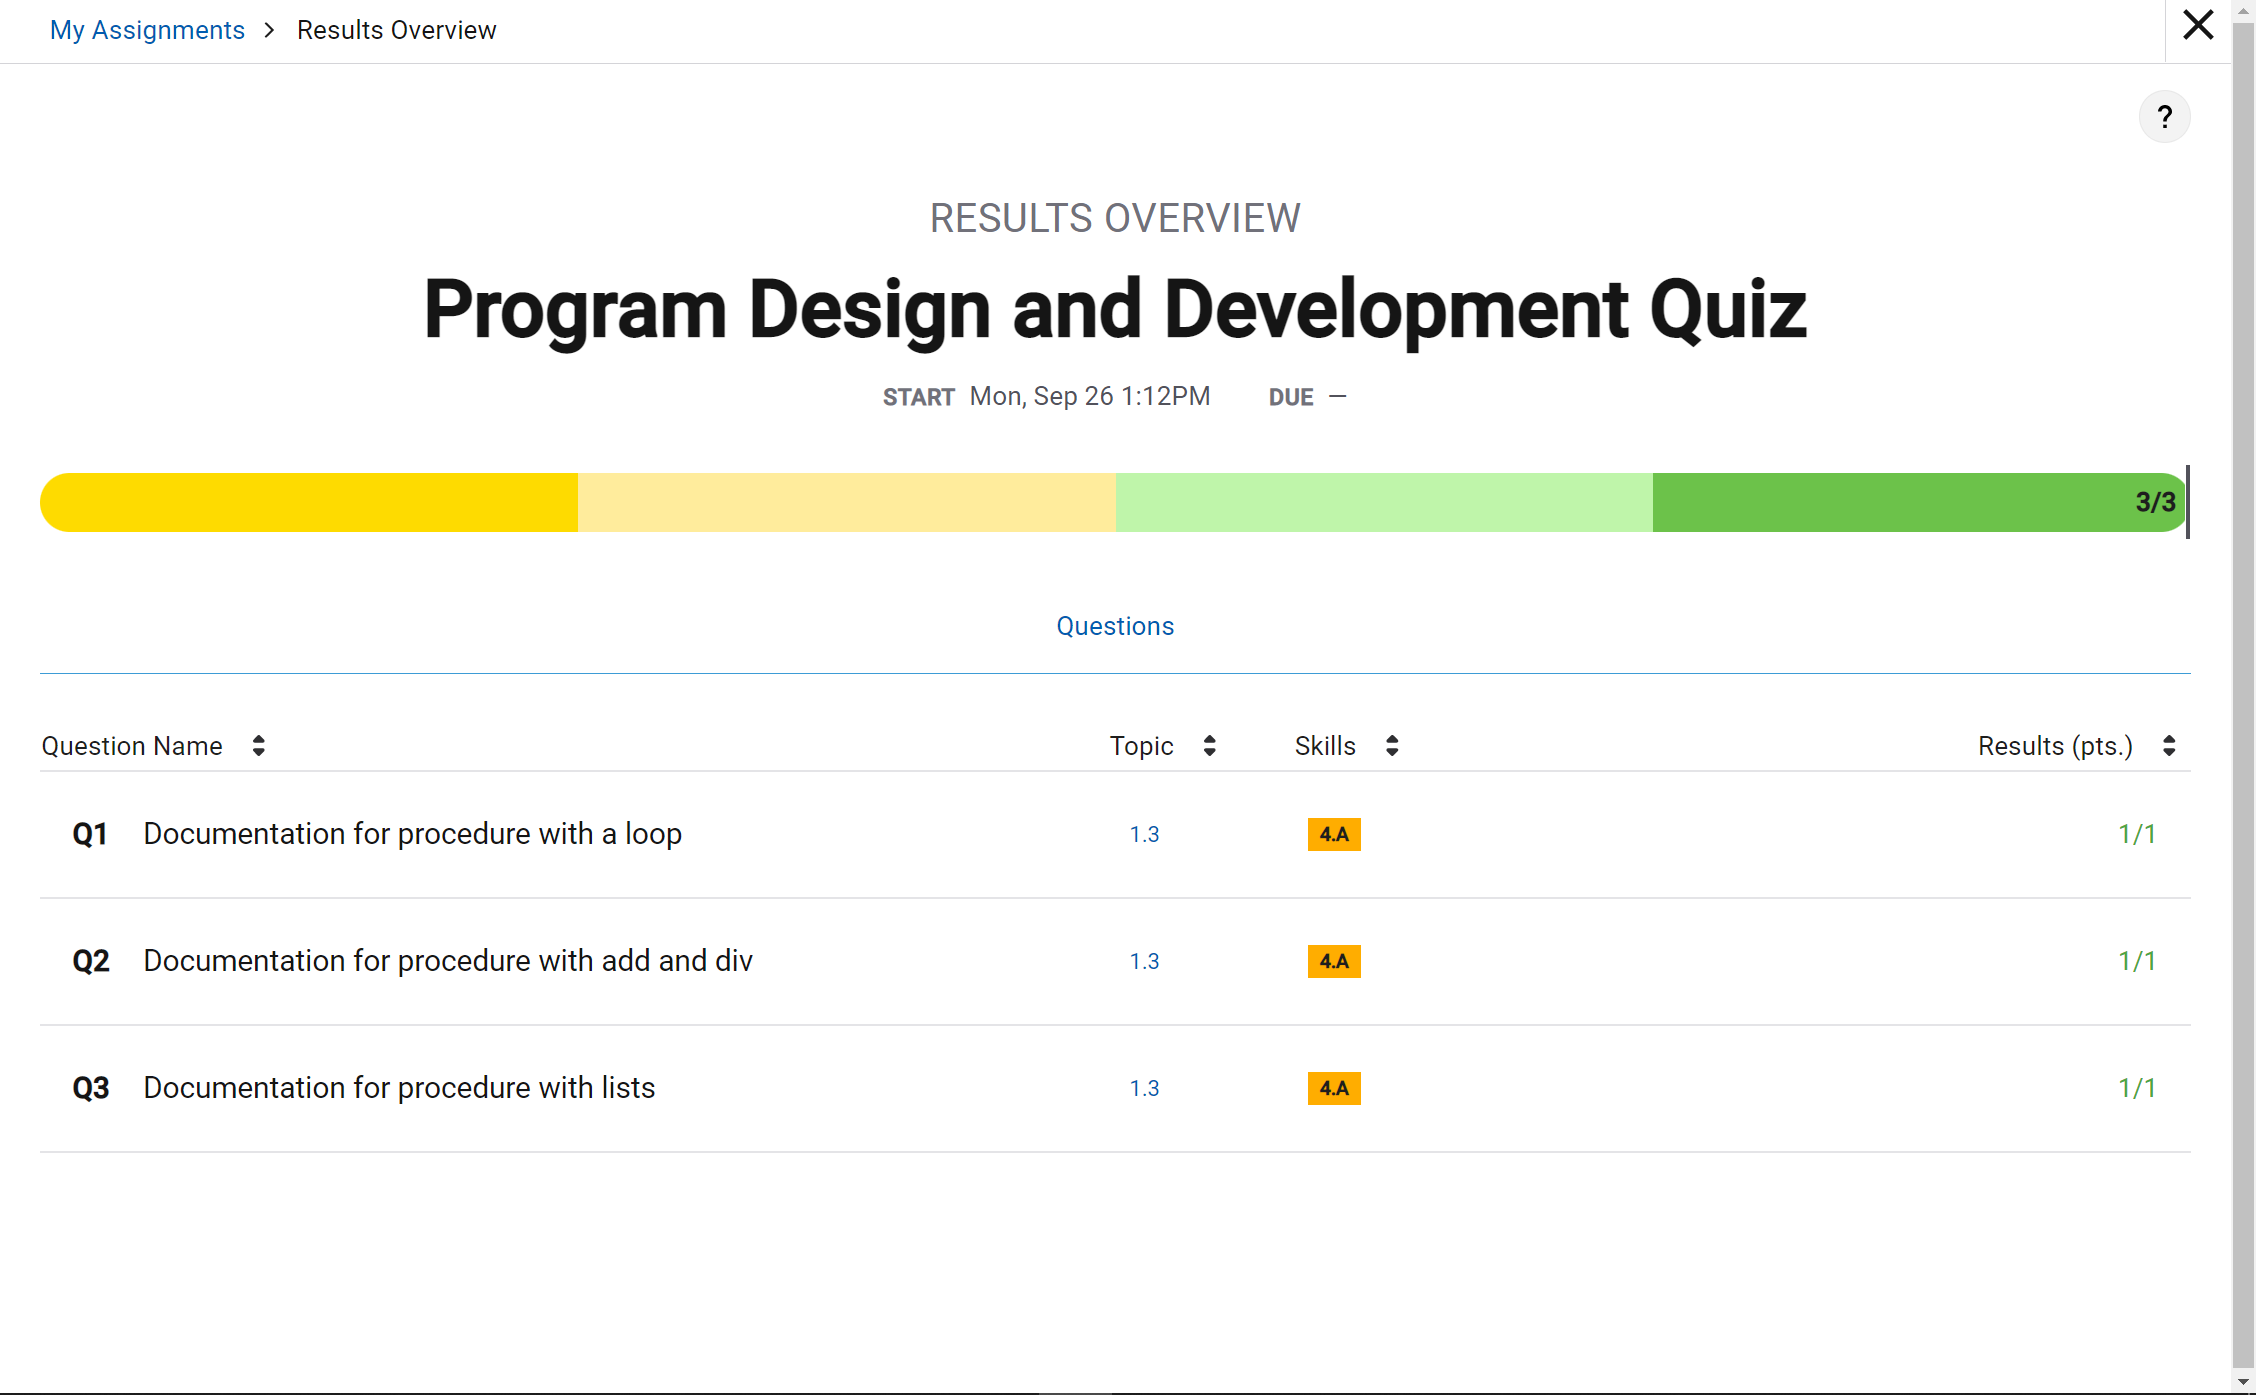 My Assignments > Results Overview
?
RESULTS OVERVIEW
Program Design and Development Quiz
START Mon, Sep 26 1:12PM DUE —
3/3
Questions
Question Name Topic Skills Results (pts.)
Q1 Documentation for procedure with a loop 1.3 4.A 1/1
Q2 Documentation for procedure with add and div 1.3 4.A 1/1
Q3 Documentation for procedure with lists 1.3 4.A 1/1